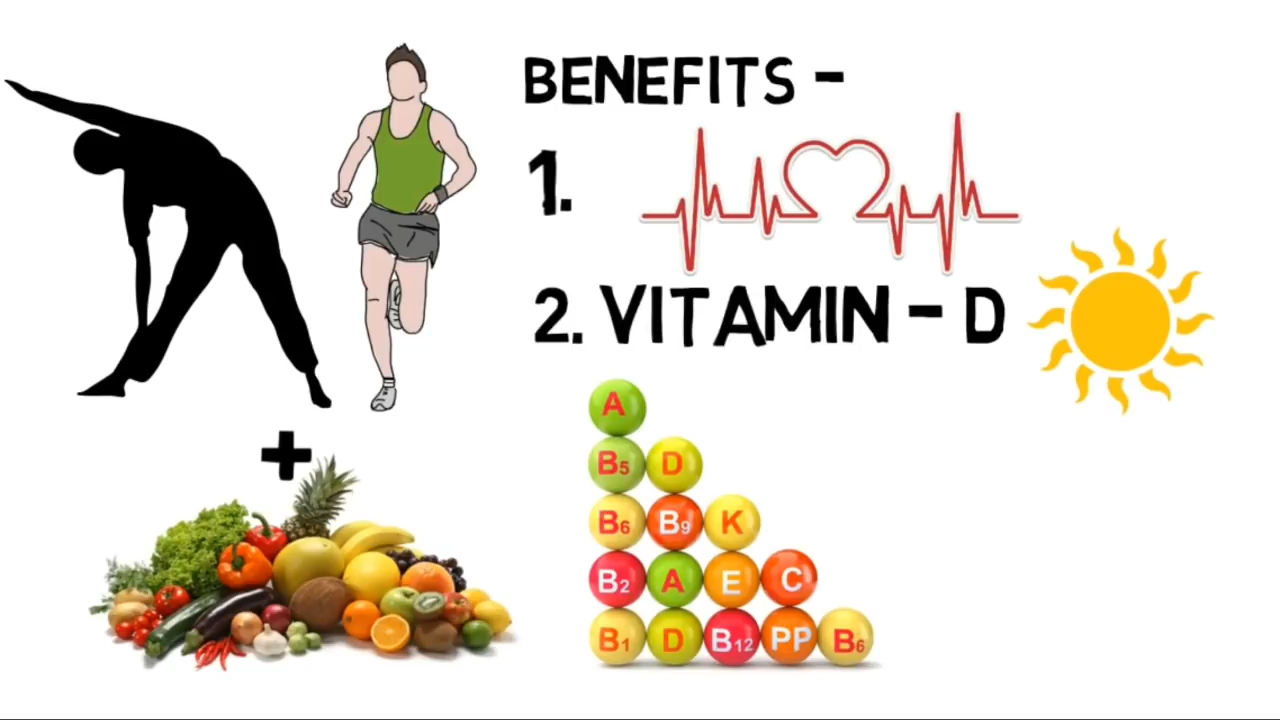 BENEFITS -
1.
2. VITAMIN - D
A
B5 D
B6 B9 K
B2 A E C
B1 D B12 PP B6